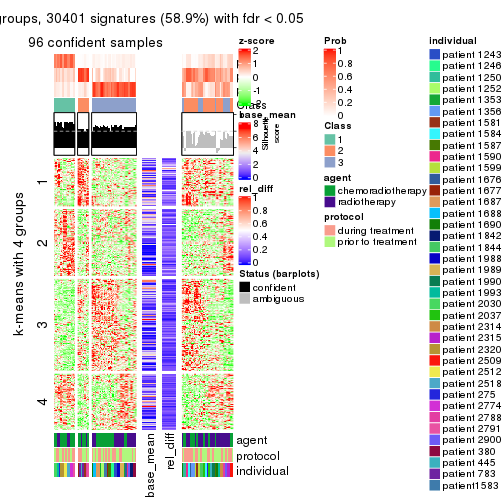 groups, 30401 signatures (58.9%) with fdr < 0.05
96 confident samples
k-means with 4 groups
1
2
3
4
Class
Silhouette
score
agent
protocol
individual
base_mean
rel_diff
z-score
2
1
0
-1
-2
base_mean
8
6
4
2
0
rel_diff
1
0.8
0.6
0.4
0.2
0
Status (barplots)
confident
ambiguous
Prob
1
0.8
0.6
0.4
0.2
0
Class
1
2
3
agent
chemoradiotherapy
radiotherapy
protocol
during treatment
prior to treatment
individual
patient 1243
patient 1246
patient 1250
patient 1252
patient 1353
patient 1356
patient 1581
patient 1584
patient 1587
patient 1590
patient 1599
patient 1676
patient 1677
patient 1687
patient 1688
patient 1690
patient 1842
patient 1844
patient 1988
patient 1989
patient 1990
patient 1993
patient 2030
patient 2037
patient 2314
patient 2315
patient 2320
patient 2509
patient 2512
patient 2518
patient 275
patient 2774
patient 2788
patient 2791
patient 2900
patient 380
patient 445
patient 783
patient1583